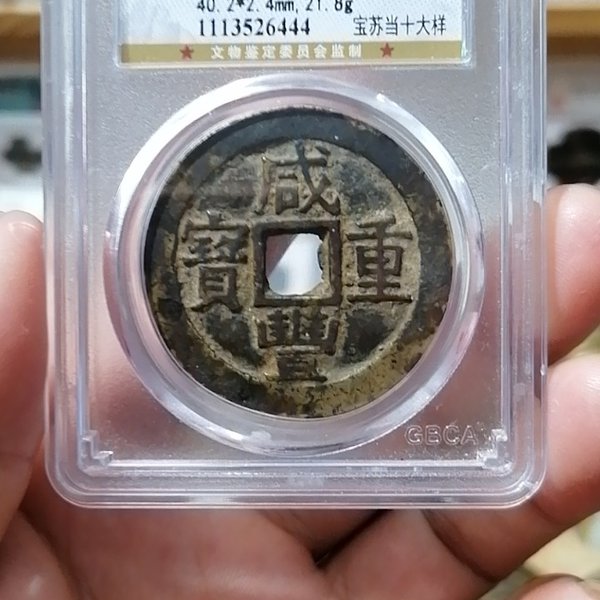 40.2*2.4mm, 21.8g
1113526444 宝苏当十大样
★ 文物鉴定委员会监制 ★
咸豐重寶
GBCA